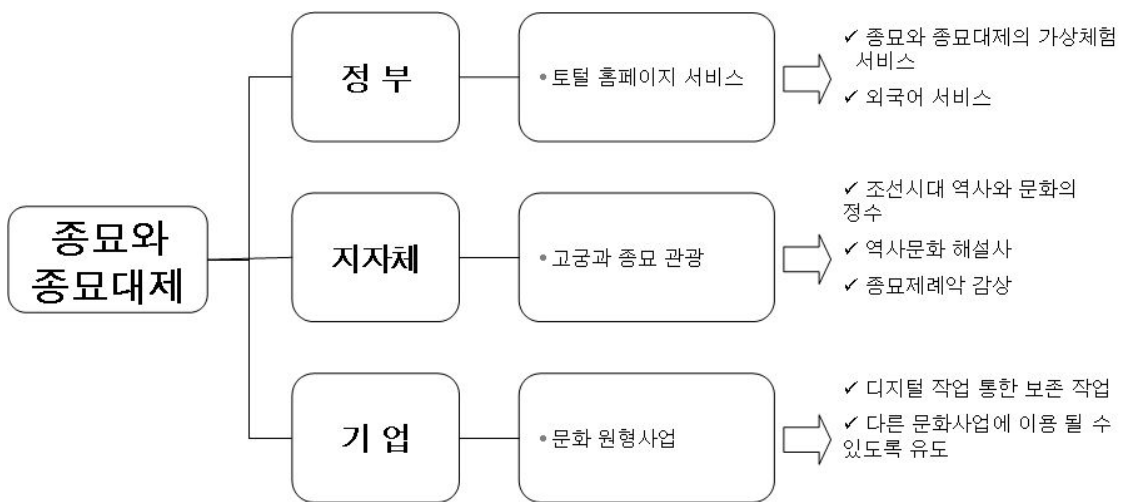 종묘와
종묘대제
정 부
• 토털 홈페이지 서비스
✓ 종묘와 종묘대제의 가상체험
서비스
✓ 외국어 서비스
지자체
• 고궁과 종묘 관광
✓ 조선시대 역사와 문화의
정수
✓ 역사문화 해설사
✓ 종묘제례악 감상
기 업
• 문화 원형사업
✓ 디지털 작업 통한 보존 작업
✓ 다른 문화사업에 이용 될 수
있도록 유도